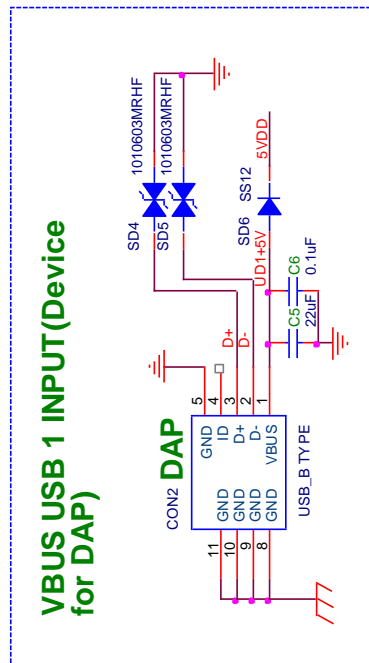 VBUS USB 1 INPUT(Device
for DAP)
CON2
DAP
USB_B TYPE
GND
ID
D+
D-
VBUS
GND
GND
GND
GND
5
4
3
2
1
11
10
9
8
D+
D-
SD4
1010603MRHF
SD5
1010603MRHF
UD1+5V
SD6
SS12
5VDD
C5
22uF
C6
0.1uF